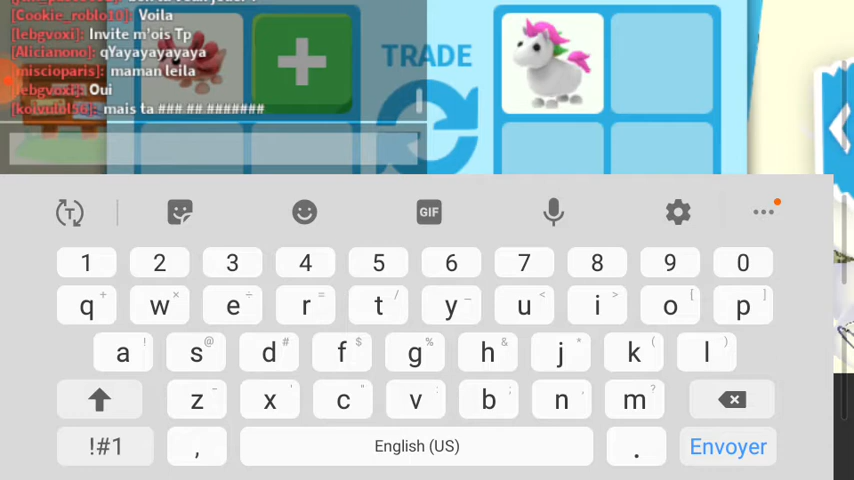 [Cookie_roblo10]: Voila
[lebgvoxi]: Invite m'ois Tp
[Alicianono]: qYayayayayaya
[miscioparis]: maman leila
[lebgvoxi]: Oui
mais ta ###.##.#######
TRADE
GIF
1 2 3 4 5 6 7 8 9 0
q w e r t y u i o p
a s d f g h j k l
z x c v b n m
!#1 , English (US) . Envoyer